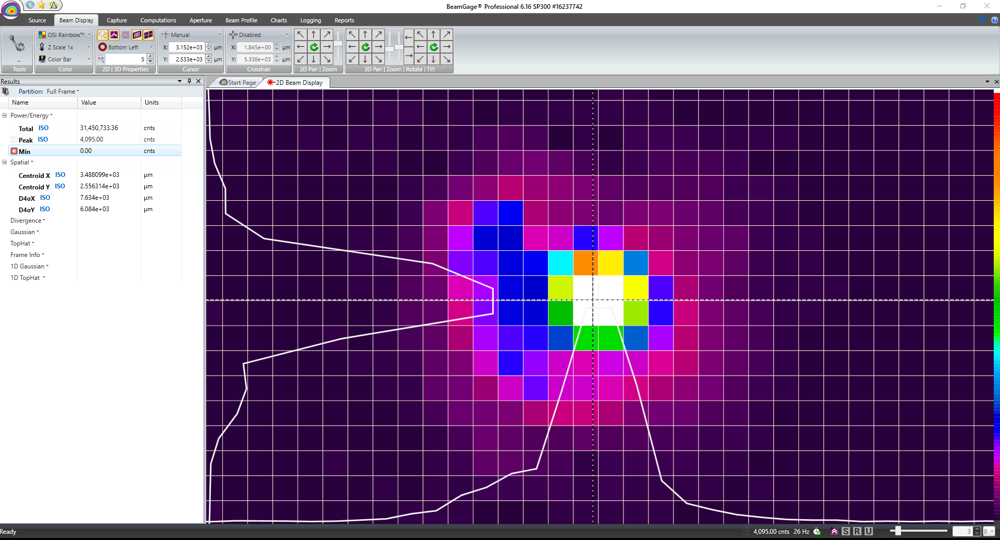 BeamGage® Professional 6.16 SP300 #16237742
Source Beam Display Capture Computations Aperture Beam Profile Charts Logging Reports
OSI Rainbow™ Manual Disabled
Z Scale 1x Bottom Left X: 3.152e+03 µm X: 1.845e+00 µm
Color Bar 5 Y: 2.533e+03 µm Y: 5.338e+03 µm
Tools Color 2D | 3D Properties Cursor Crosshair 2D Pan | Zoom 3D Pan | Zoom | Rotate | Tilt
Results
Start Page 2D Beam Display
Partition: Full Frame
Name Value Units
Power/Energy
Total ISO 31,450,733.36 cnts
Peak ISO 4,095.00 cnts
Min 0.00 cnts
Spatial
Centroid X ISO 3.488099e+03 µm
Centroid Y ISO 2.556314e+03 µm
D4σX ISO 7.634e+03 µm
D4σY ISO 6.084e+03 µm
Divergence
Gaussian
TopHat
Frame Info
1D Gaussian
1D TopHat
Ready 4,095.00 cnts 26 Hz S R U 3 B